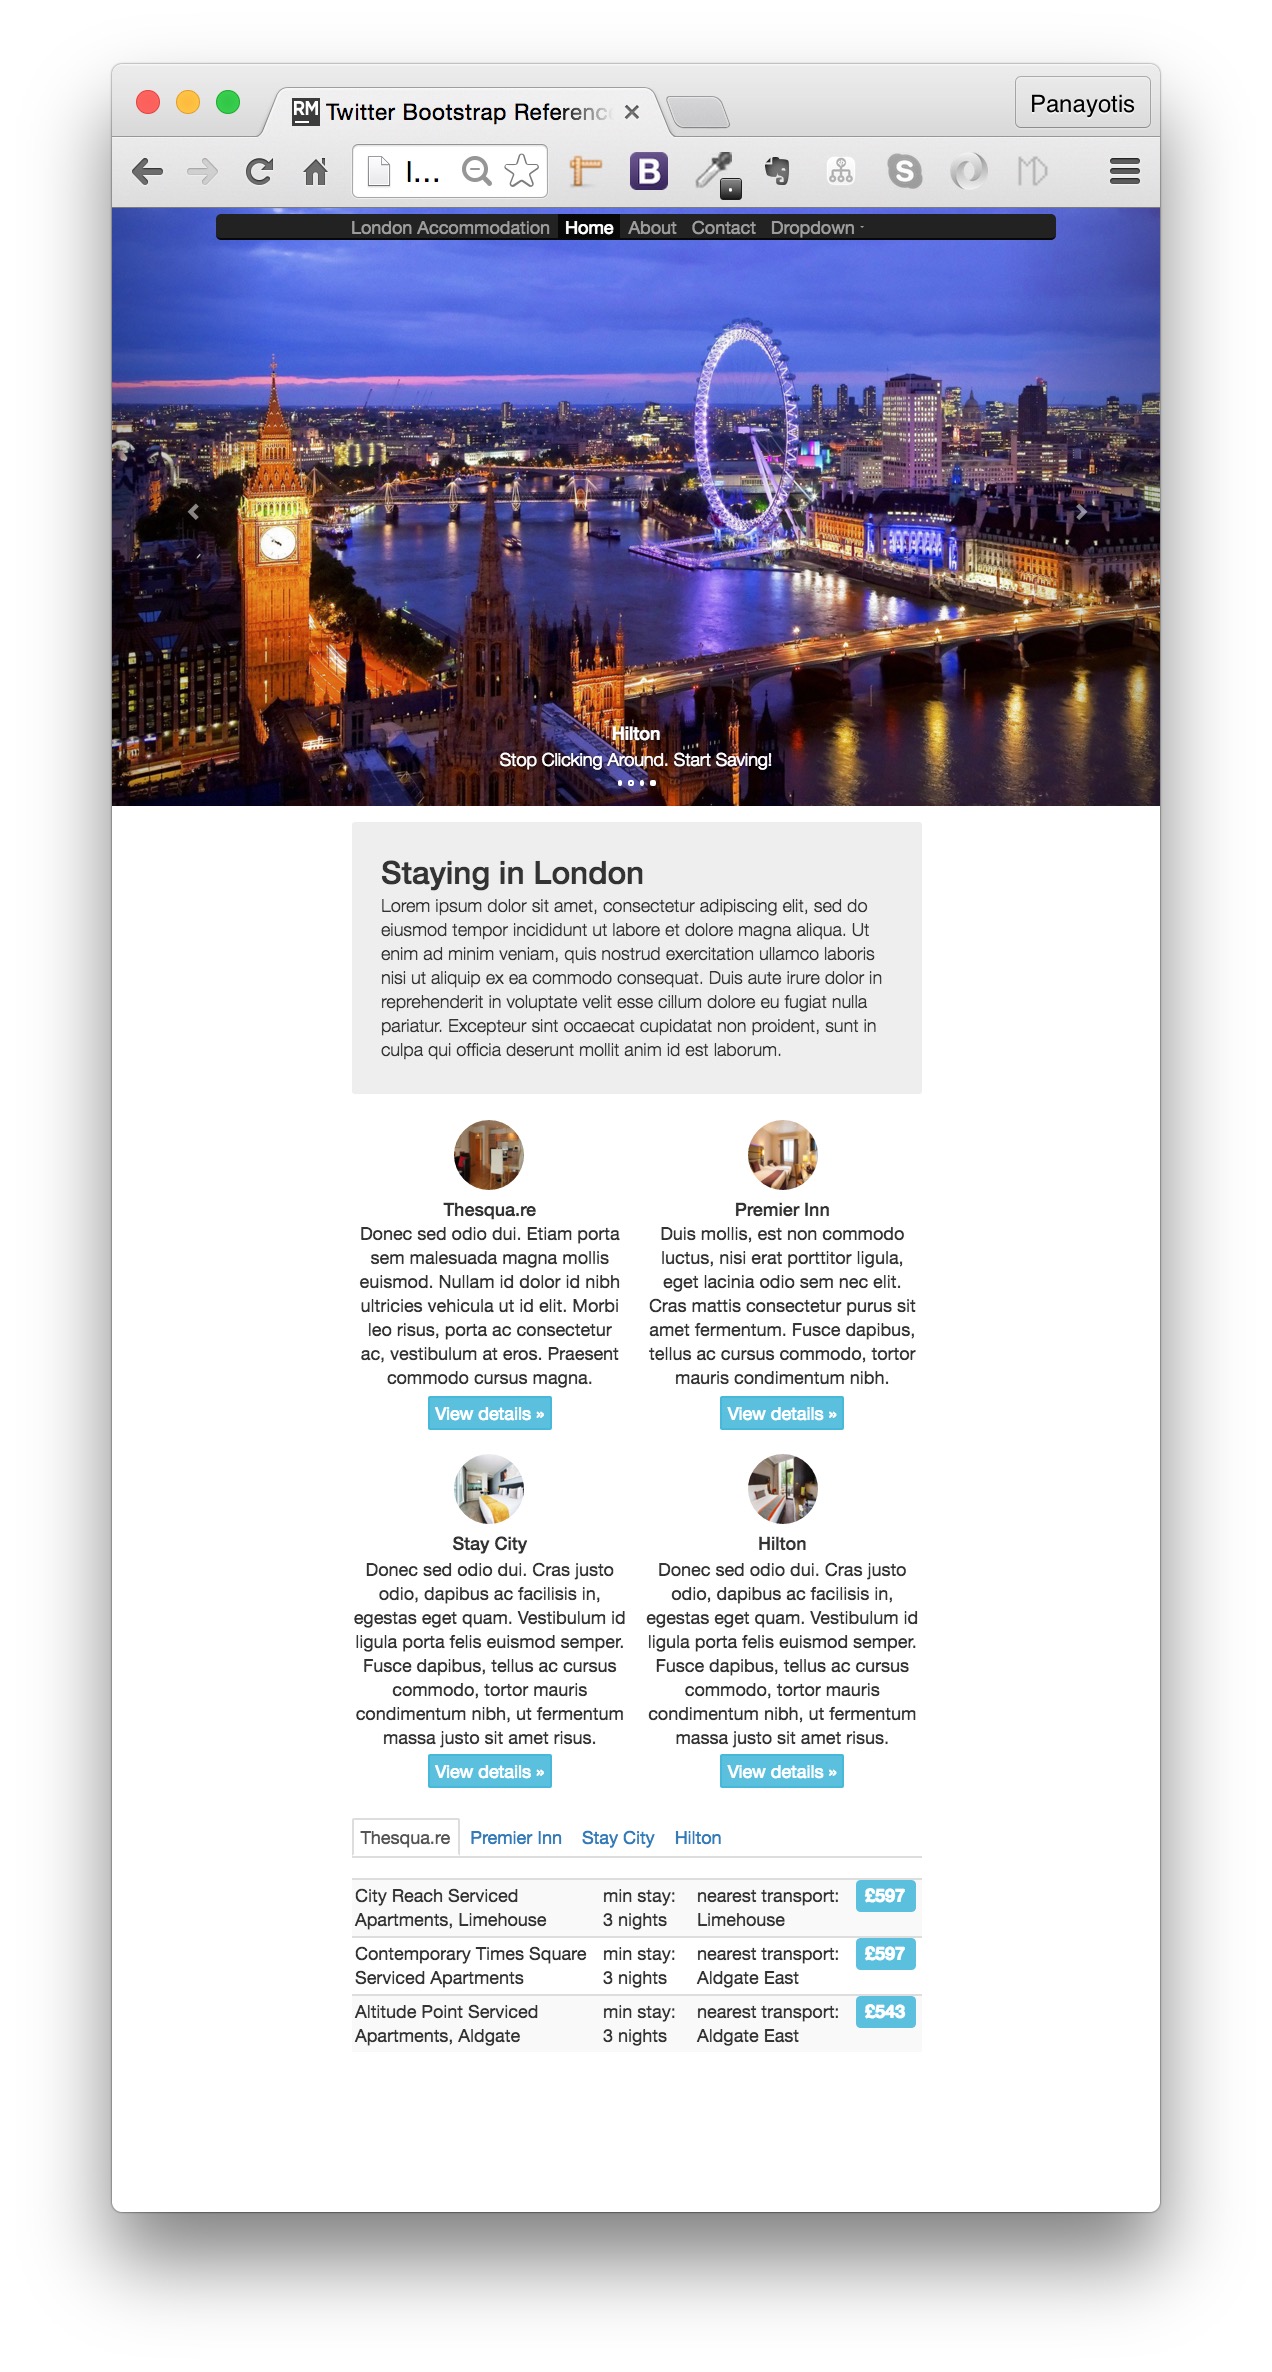 RM Twitter Bootstrap Referenc
Panayotis
l...
B
S
London Accommodation Home About Contact Dropdown
Hilton
Stop Clicking Around. Start Saving!
Staying in London
Lorem ipsum dolor sit amet, consectetur adipiscing elit, sed do
eiusmod tempor incididunt ut labore et dolore magna aliqua. Ut
enim ad minim veniam, quis nostrud exercitation ullamco laboris
nisi ut aliquip ex ea commodo consequat. Duis aute irure dolor in
reprehenderit in voluptate velit esse cillum dolore eu fugiat nulla
pariatur. Excepteur sint occaecat cupidatat non proident, sunt in
culpa qui officia deserunt mollit anim id est laborum.
Thesqua.re
Donec sed odio dui. Etiam porta
sem malesuada magna mollis
euismod. Nullam id dolor id nibh
ultricies vehicula ut id elit. Morbi
leo risus, porta ac consectetur
ac, vestibulum at eros. Praesent
commodo cursus magna.
View details »
Premier Inn
Duis mollis, est non commodo
luctus, nisi erat porttitor ligula,
eget lacinia odio sem nec elit.
Cras mattis consectetur purus sit
amet fermentum. Fusce dapibus,
tellus ac cursus commodo, tortor
mauris condimentum nibh.
View details »
Stay City
Donec sed odio dui. Cras justo
odio, dapibus ac facilisis in,
egestas eget quam. Vestibulum id
ligula porta felis euismod semper.
Fusce dapibus, tellus ac cursus
commodo, tortor mauris
condimentum nibh, ut fermentum
massa justo sit amet risus.
View details »
Hilton
Donec sed odio dui. Cras justo
odio, dapibus ac facilisis in,
egestas eget quam. Vestibulum id
ligula porta felis euismod semper.
Fusce dapibus, tellus ac cursus
commodo, tortor mauris
condimentum nibh, ut fermentum
massa justo sit amet risus.
View details »
Thesqua.re Premier Inn Stay City Hilton
City Reach Serviced min stay: nearest transport: £597
Apartments, Limehouse 3 nights Limehouse
Contemporary Times Square min stay: nearest transport: £597
Serviced Apartments 3 nights Aldgate East
Altitude Point Serviced min stay: nearest transport: £543
Apartments, Aldgate 3 nights Aldgate East